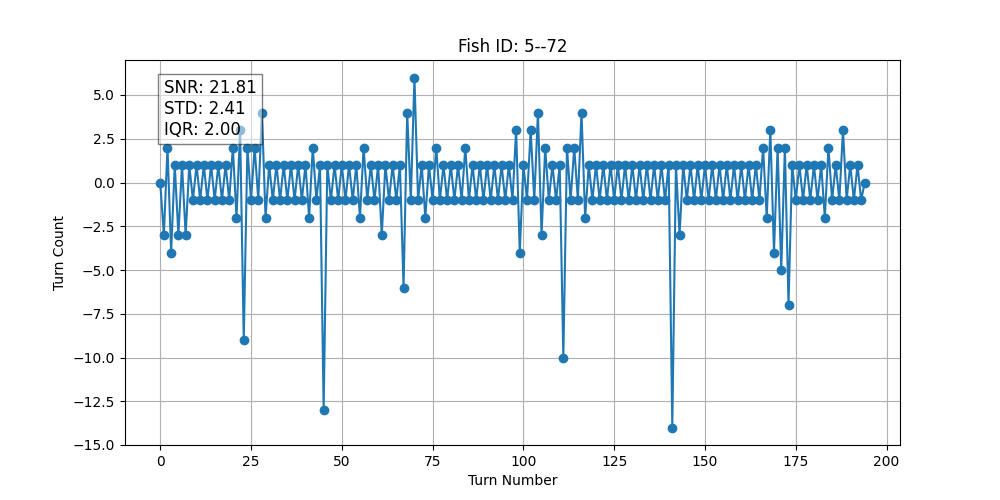 Fish ID: 5--72
SNR: 21.81
STD: 2.41
IQR: 2.00
5.0
2.5
0.0
−2.5
−5.0
−7.5
−10.0
−12.5
−15.0
Turn Count
0 25 50 75 100 125 150 175 200
Turn Number